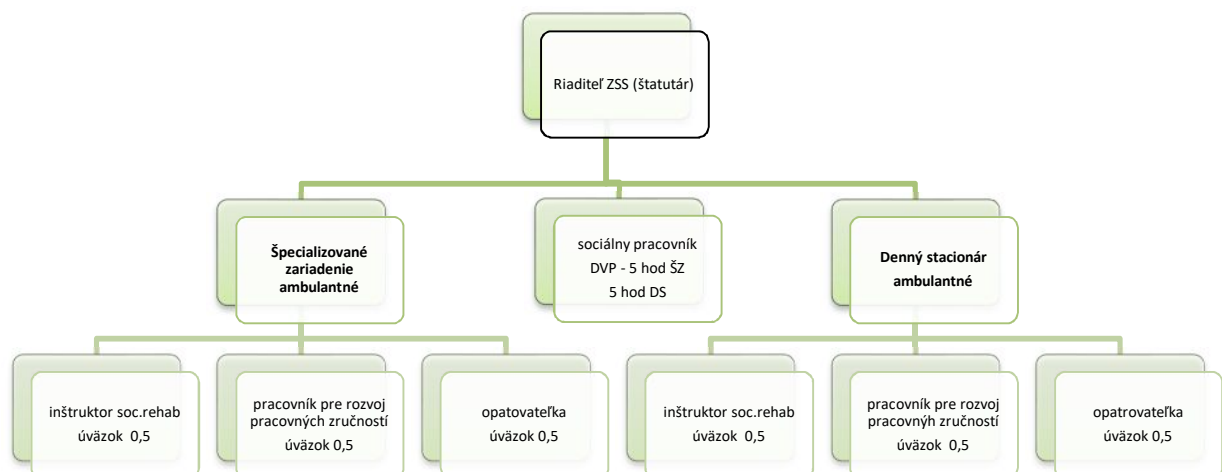 Riaditeľ ZSS (štatutár)
Špecializované
zariadenie
ambulantné
sociálny pracovník
DVP - 5 hod ŠZ
5 hod DS
Denný stacionár
ambulantné
inštruktor soc.rehab
úväzok 0,5
pracovník pre rozvoj
pracovných zručností
úväzok 0,5
opatovateľka
úväzok 0,5
inštruktor soc.rehab
úväzok 0,5
pracovník pre rozvoj
pracovnýh zručností
úväzok 0,5
opatrovateľka
úväzok 0,5